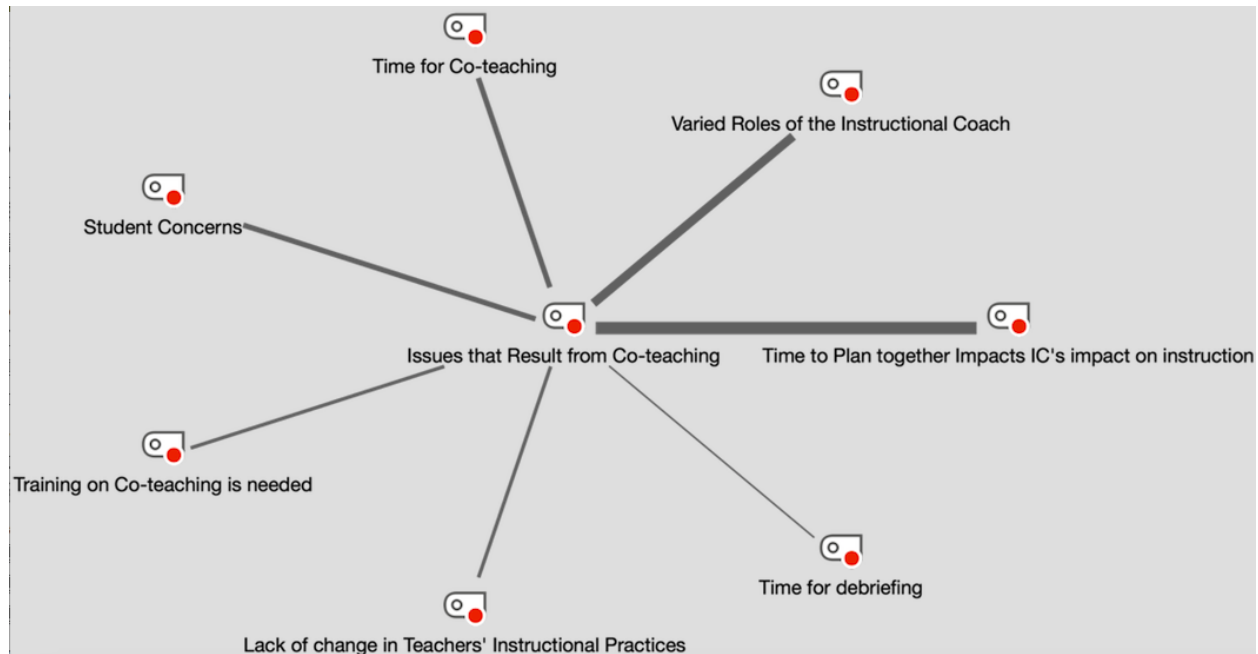 Time for Co-teaching
Varied Roles of the Instructional Coach
Student Concerns
Issues that Result from Co-teaching
Time to Plan together Impacts IC's impact on instruction
Training on Co-teaching is needed
Time for debriefing
Lack of change in Teachers' Instructional Practices